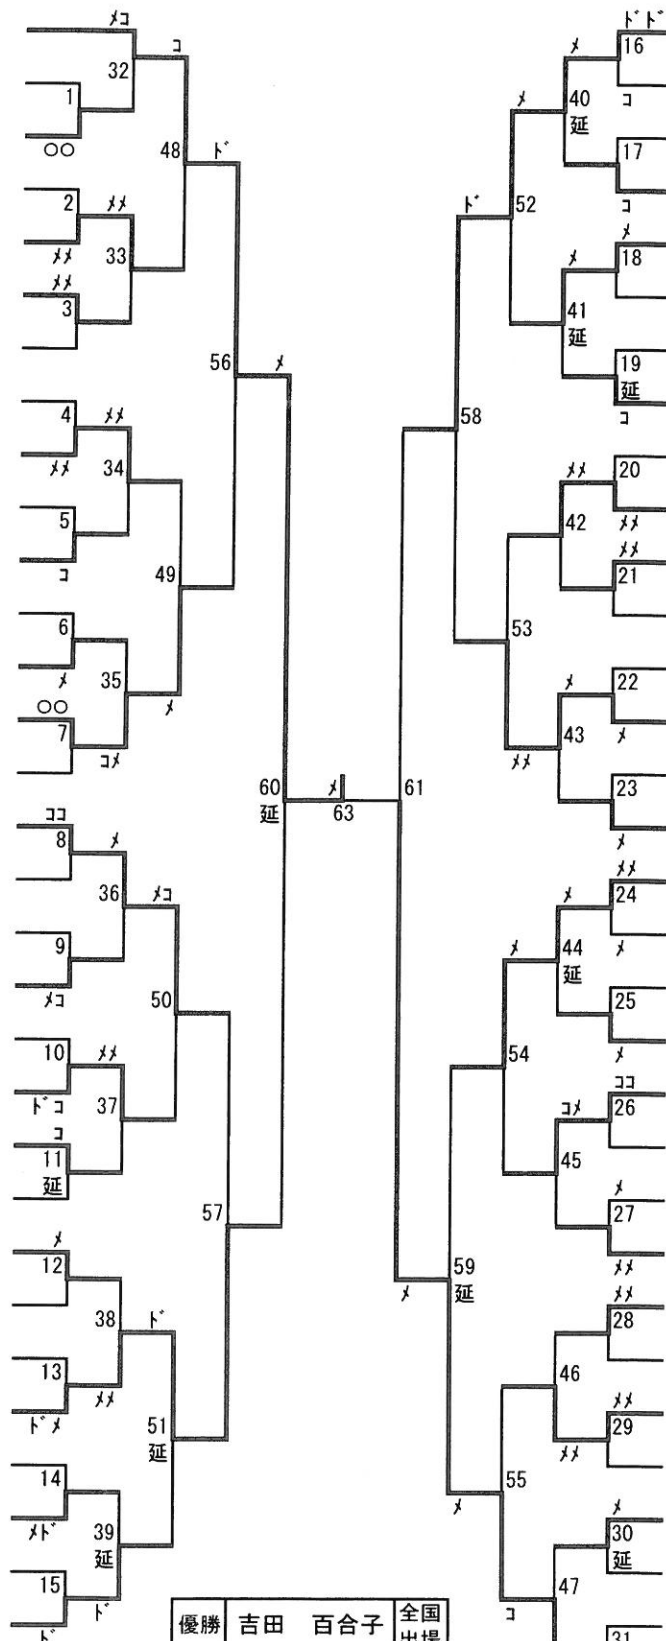 メコ
コ
32
1
○○
48
ド
2
メメ
メメ
33
メメ
3
56
メ
4
メメ
メメ
34
5
コ
49
6
メ
35
○○
7
コメ
メ
60
延
メ
63
ココ
8
メ
36
メコ
9
メコ
50
10
メメ
ドコ
37
コ
11
延
57
メ
12
38
ド
13
ドメ
メメ
51
延
14
メド
39
延
15
ド
ド
ドド
16
メ
コ
40
延
メ
17
コ
ド
52
メ
18
メ
41
延
19
延
コ
58
20
メメ
メメ
42
メメ
21
53
22
メ
メ
43
メメ
23
メ
61
メメ
24
メ
メ
44
延
メ
25
メ
54
ココ
26
コメ
45
メ
27
メメ
59
延
メ
メメ
28
46
メメ
29
メメ
55
メ
メ
30
延
47
コ
31
優勝 吉田 百合子 全国
出場